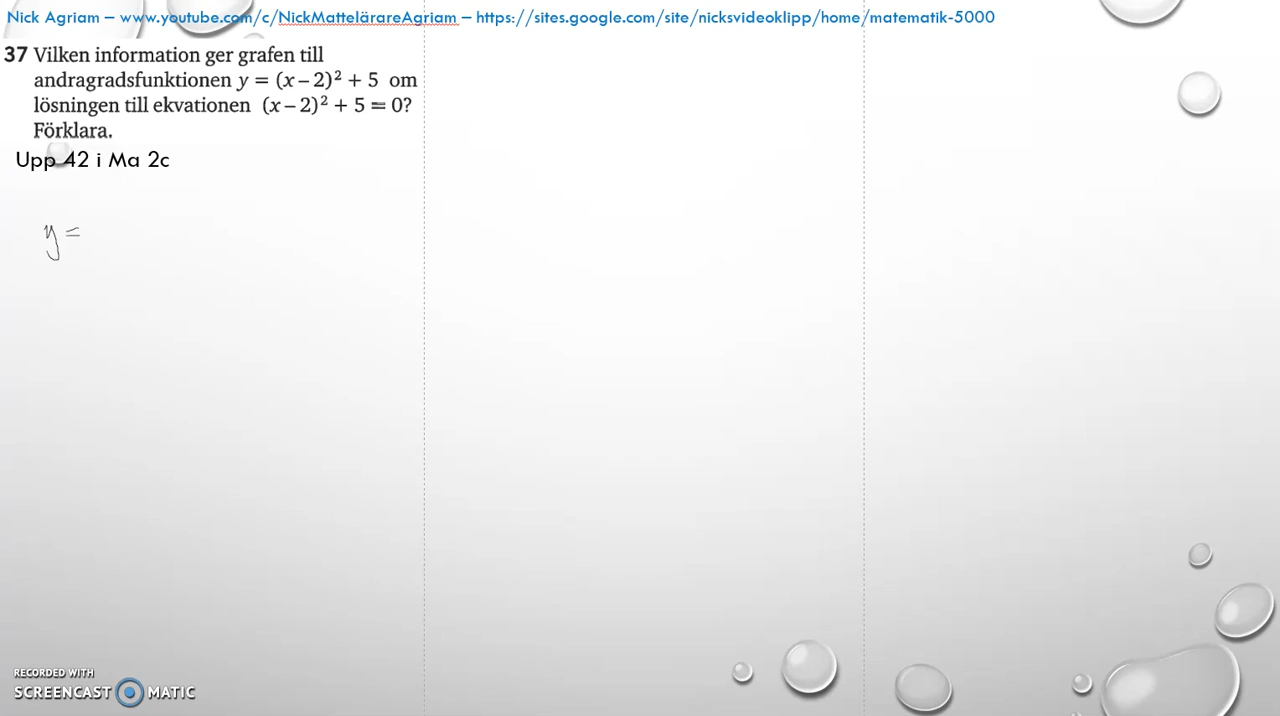 Nick Agriam – www.youtube.com/c/NickMattelärareAgriam – https://sites.google.com/site/nicksvideoklipp/home/matematik-5000
37 Vilken information ger grafen till
andragradsfunktionen y = (x – 2)² + 5 om
lösningen till ekvationen (x – 2)² + 5 = 0?
Förklara.
Upp 42 i Ma 2c
y =
RECORDED WITH
SCREENCAST MATIC